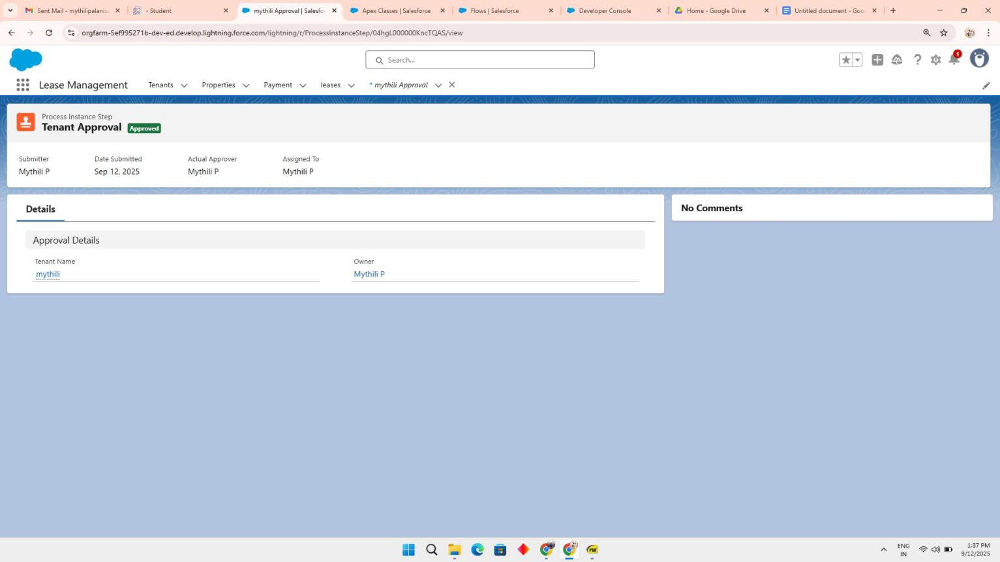 Sent Mail - mythilipalanis
- Student
mythili Approval | Salesfor
Apex Classes | Salesforce
Flows | Salesforce
Developer Console
Home - Google Drive
Untitled document - Goo
orgfarm-5ef995271b-dev-ed.develop.lightning.force.com/lightning/r/ProcessInstanceStep/04hgL000000KncTQAS/view
Search...
1
Lease Management
Tenants
Properties
Payment
leases
* mythili Approval
Process Instance Step
Tenant Approval Approved
Submitter Date Submitted Actual Approver Assigned To
Mythili P Sep 12, 2025 Mythili P Mythili P
Details
No Comments
Approval Details
Tenant Name Owner
mythili Mythili P
ENG
IN
1:37 PM
9/12/2025